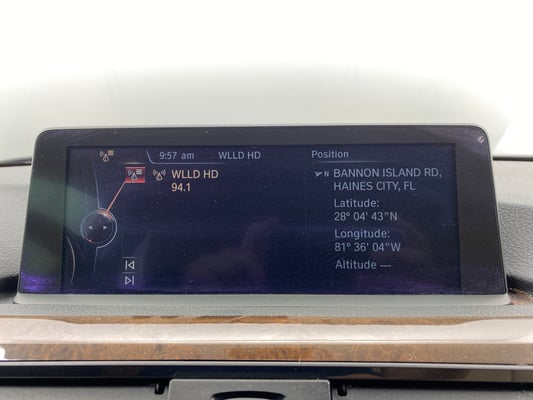 9:57 am WLLD HD Position
WLLD HD
94.1
N BANNON ISLAND RD,
HAINES CITY, FL
Latitude:
28° 04' 43"N
Longitude:
81° 36' 04"W
Altitude ---